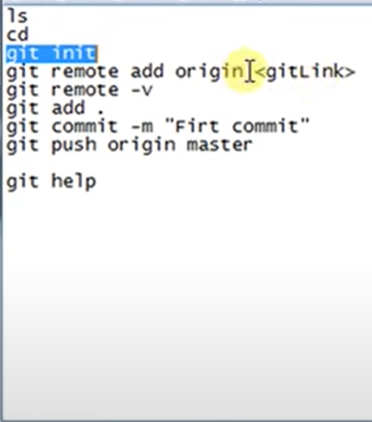 ls
cd
git init
git remote add origin <gitLink>
git remote -v
git add .
git commit -m "Firt commit"
git push origin master
git help